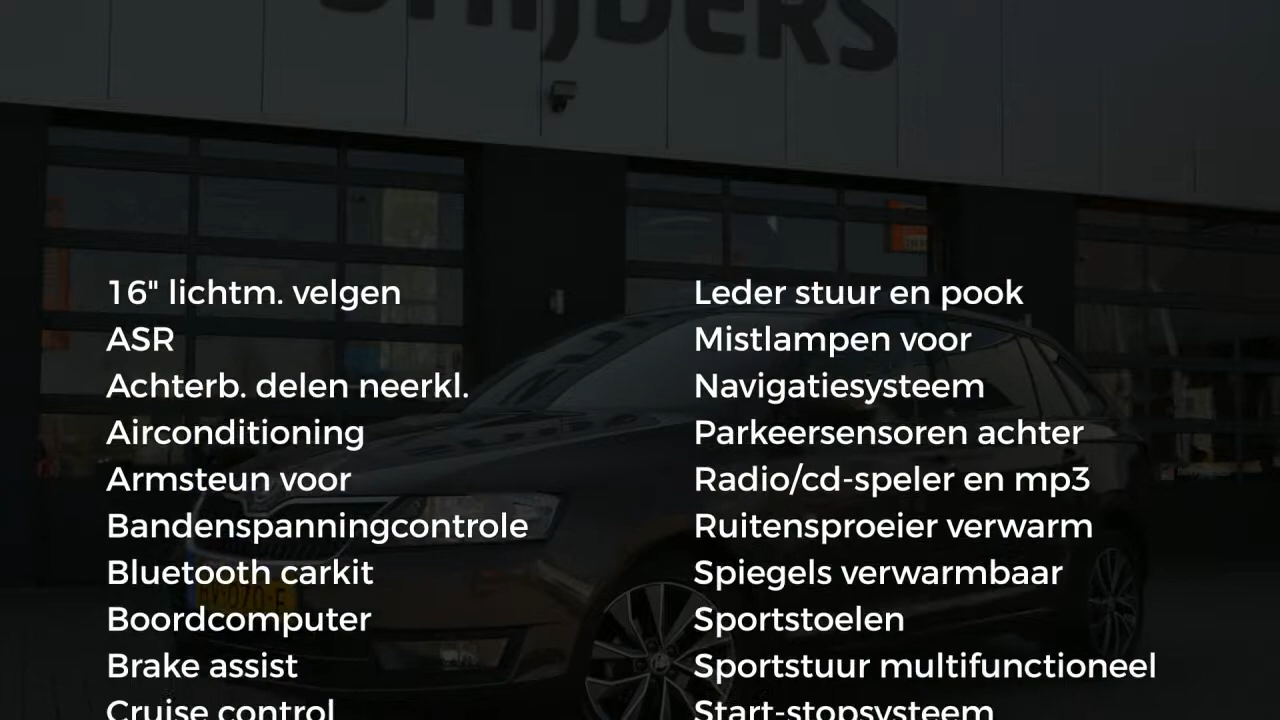 SNIJDERS
16" lichtm. velgen
ASR
Achterb. delen neerkl.
Airconditioning
Armsteun voor
Bandenspanningcontrole
Bluetooth carkit
Boordcomputer
Brake assist
Cruise control
Leder stuur en pook
Mistlampen voor
Navigatiesysteem
Parkeersensoren achter
Radio/cd-speler en mp3
Ruitensproeier verwarm
Spiegels verwarmbaar
Sportstoelen
Sportstuur multifunctioneel
Start-stopsysteem